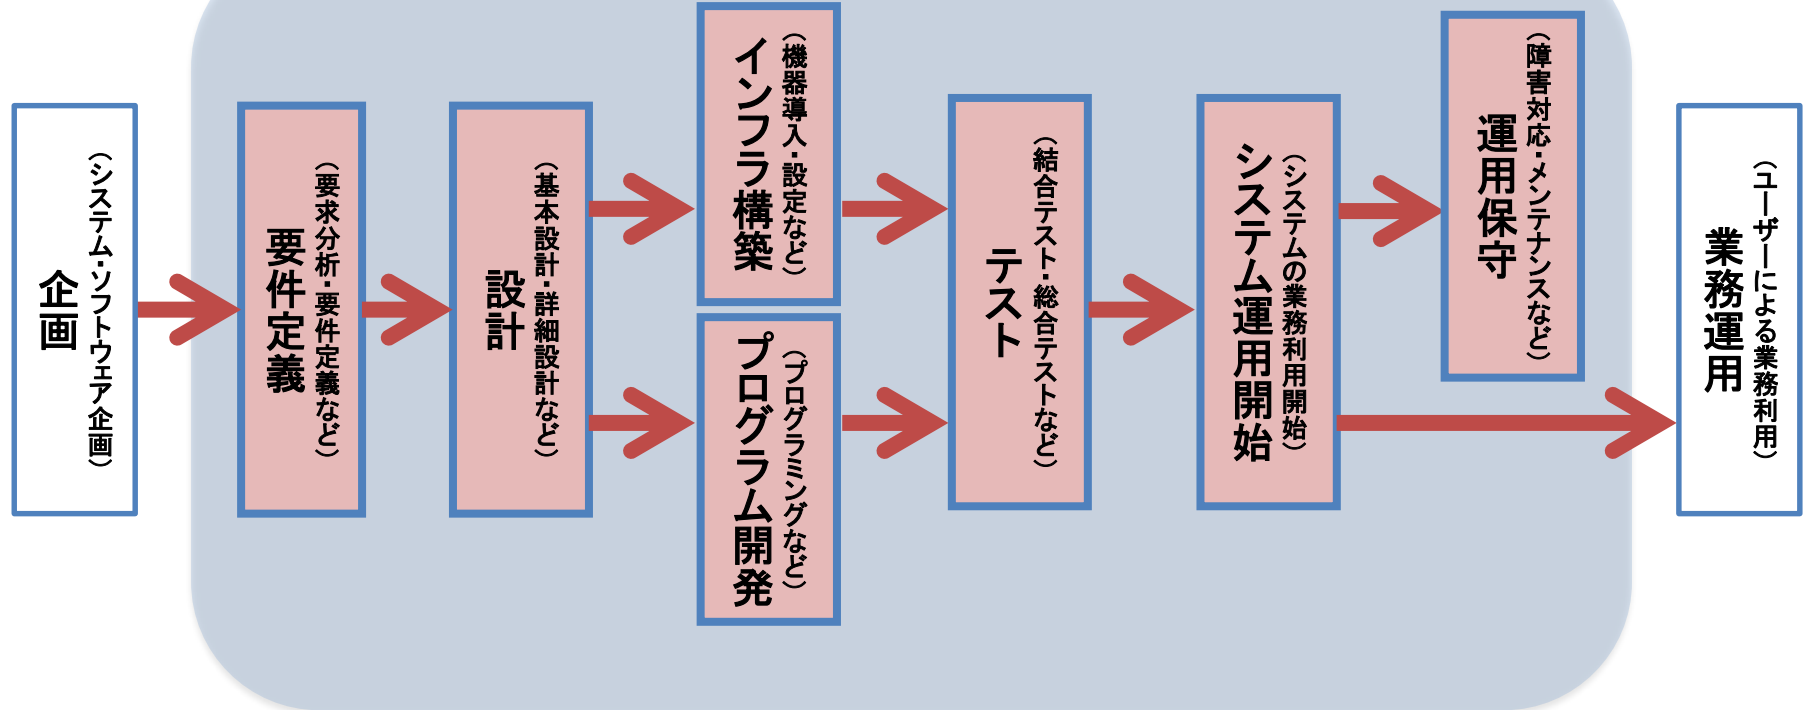 企画
（システム・ソフトウェア企画）
要件定義
（要求分析・要件定義など）
設計
（基本設計・詳細設計など）
インフラ構築
（機器導入・設定など）
プログラム開発
（プログラミングなど）
テスト
（結合テスト・総合テストなど）
システム運用開始
（システムの業務利用開始）
運用保守
（障害対応・メンテナンスなど）
業務運用
（ユーザーによる業務利用）